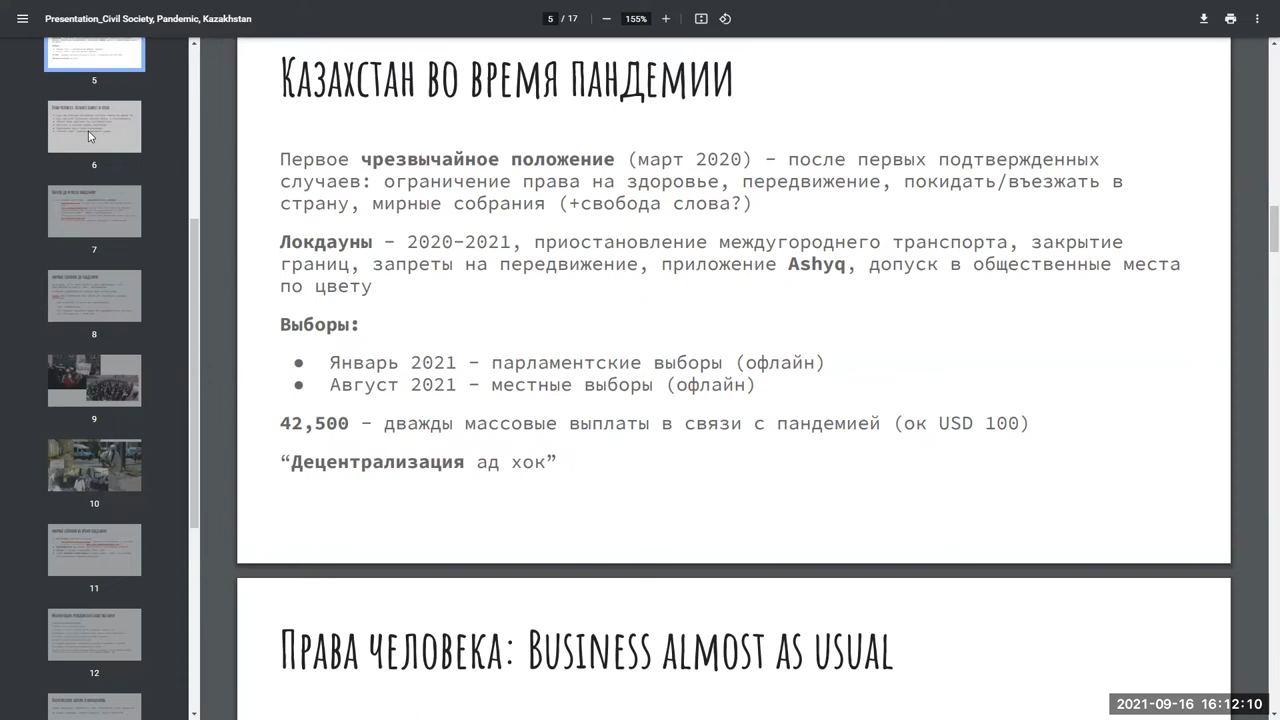 Presentation_Civil Society, Pandemic, Kazakhstan
5 / 17
155%
5
6
7
8
9
10
11
12
Казахстан во время пандемии
Первое чрезвычайное положение (март 2020) - после первых подтвержденных
случаев: ограничение права на здоровье, передвижение, покидать/въезжать в
страну, мирные собрания (+свобода слова?)
Локдауны - 2020-2021, приостановление междугороднего транспорта, закрытие
границ, запреты на передвижение, приложение Ashyq, допуск в общественные места
по цвету
Выборы:
● Январь 2021 - парламентские выборы (офлайн)
● Август 2021 - местные выборы (офлайн)
42,500 - дважды массовые выплаты в связи с пандемией (ок USD 100)
“Децентрализация ад хок”
Права человека: business almost as usual
2021-09-16 16:12:10